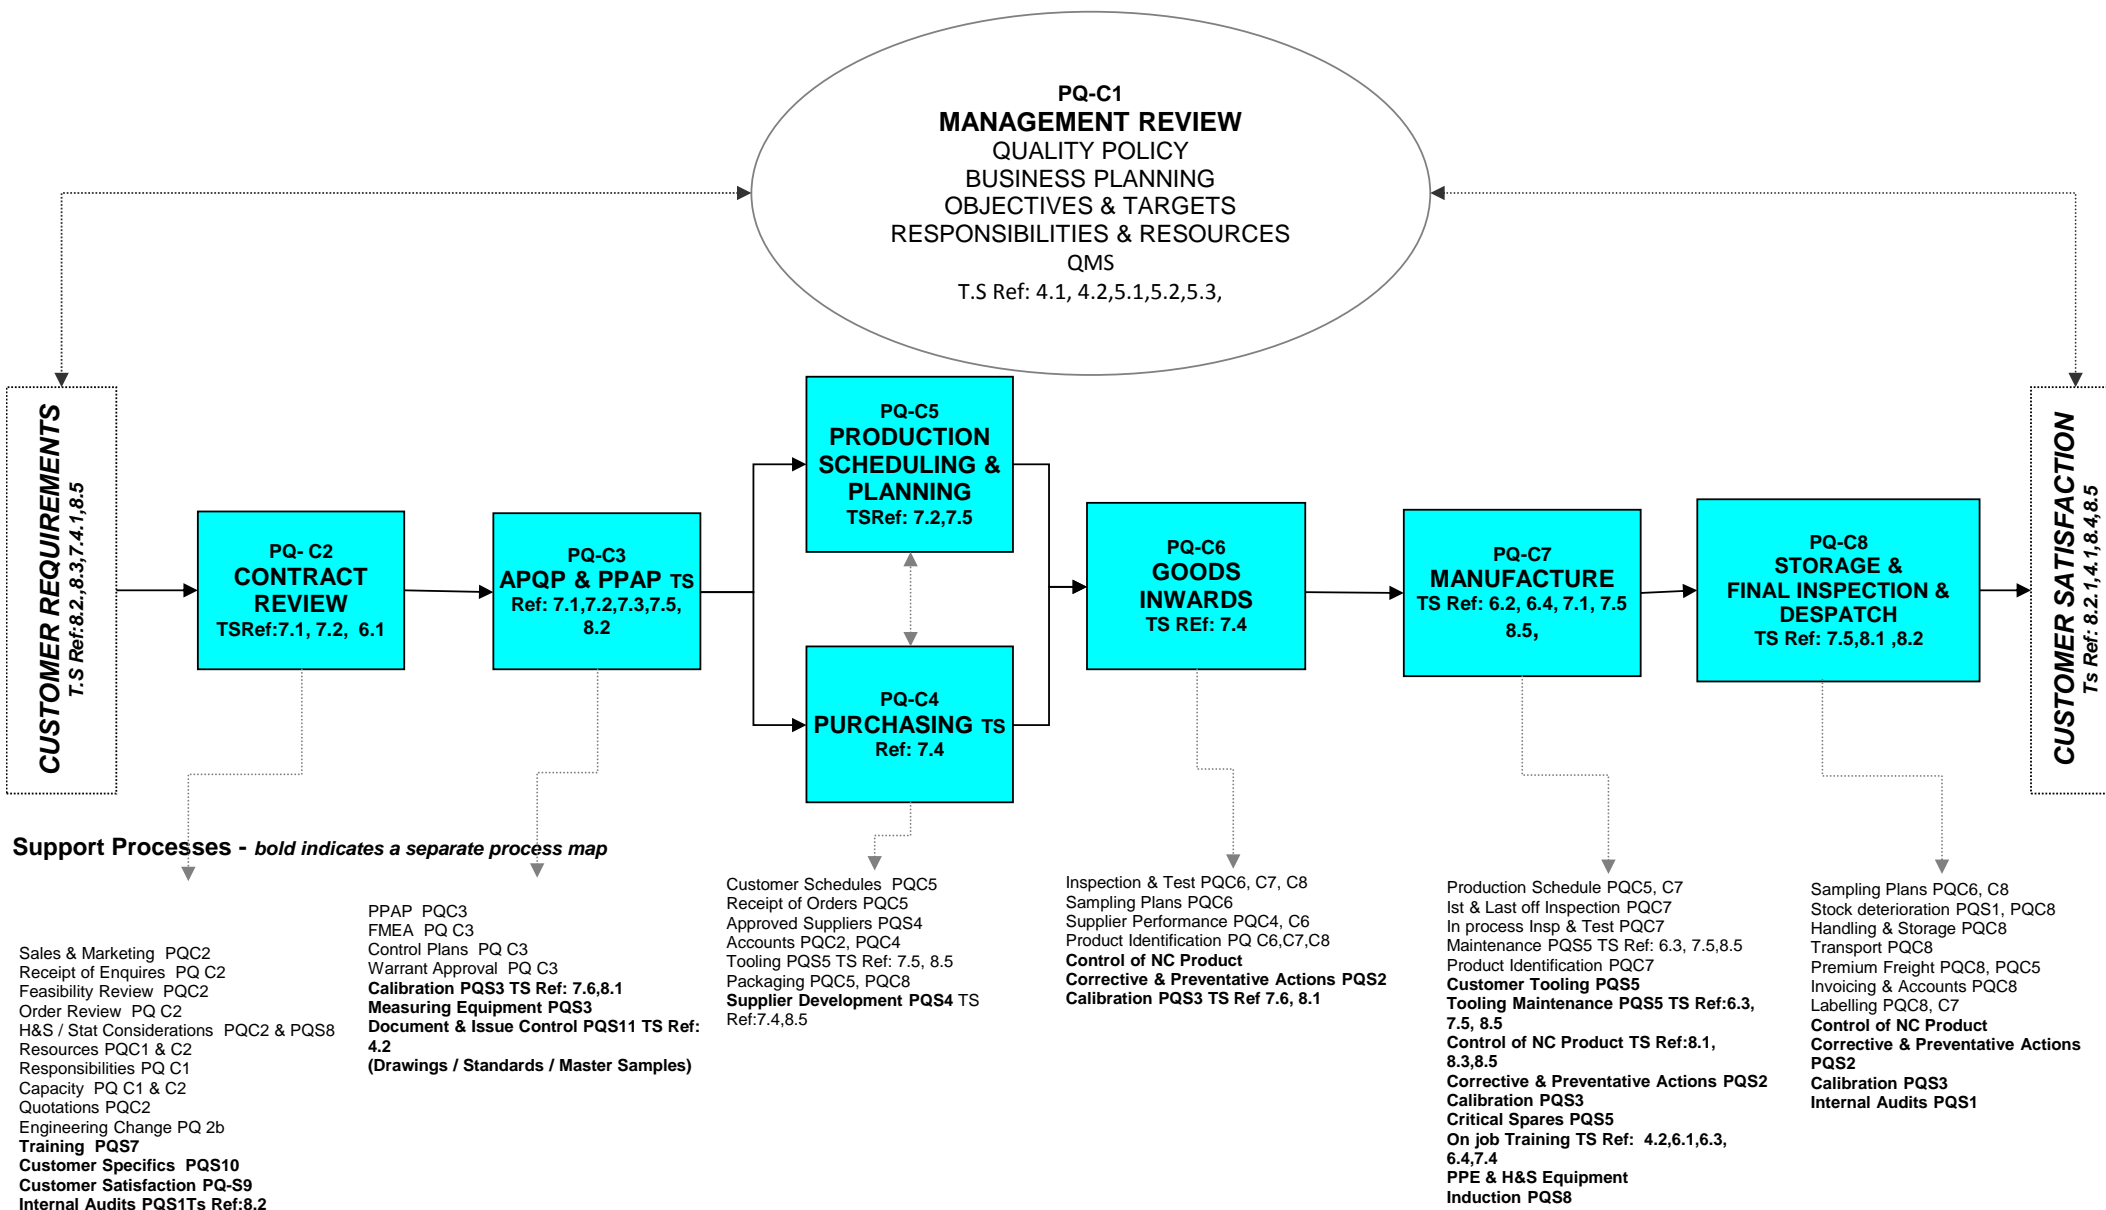 PQ-C1
MANAGEMENT REVIEW
QUALITY POLICY
BUSINESS PLANNING
OBJECTIVES & TARGETS
RESPONSIBILITIES & RESOURCES
QMS
T.S Ref: 4.1, 4.2,5.1,5.2,5.3,
CUSTOMER REQUIREMENTS
T.S Ref:8.2.,8.3,7.4.1,8.5
PQ- C2
CONTRACT
REVIEW
TSRef:7.1, 7.2, 6.1
PQ-C3
APQP & PPAP TS
Ref: 7.1,7.2,7.3,7.5,
8.2
PQ-C5
PRODUCTION
SCHEDULING &
PLANNING
TSRef: 7.2,7.5
PQ-C4
PURCHASING TS
Ref: 7.4
PQ-C6
GOODS
INWARDS
TS REf: 7.4
PQ-C7
MANUFACTURE
TS Ref: 6.2, 6.4, 7.1, 7.5
8.5,
PQ-C8
STORAGE &
FINAL INSPECTION &
DESPATCH
TS Ref: 7.5,8.1 ,8.2
CUSTOMER SATISFACTION
Ts Ref: 8.2.1,4.1,8.4,8.5
Support Processes - bold indicates a separate process map
Sales & Marketing PQC2
Receipt of Enquires PQ C2
Feasibility Review PQC2
Order Review PQ C2
H&S / Stat Considerations PQC2 & PQS8
Resources PQC1 & C2
Responsibilities PQ C1
Capacity PQ C1 & C2
Quotations PQC2
Engineering Change PQ 2b
Training PQS7
Customer Specifics PQS10
Customer Satisfaction PQ-S9
Internal Audits PQS1Ts Ref:8.2
PPAP PQC3
FMEA PQ C3
Control Plans PQ C3
Warrant Approval PQ C3
Calibration PQS3 TS Ref: 7.6,8.1
Measuring Equipment PQS3
Document & Issue Control PQS11 TS Ref:
4.2
(Drawings / Standards / Master Samples)
Customer Schedules PQC5
Receipt of Orders PQC5
Approved Suppliers PQS4
Accounts PQC2, PQC4
Tooling PQS5 TS Ref: 7.5, 8.5
Packaging PQC5, PQC8
Supplier Development PQS4 TS
Ref:7.4,8.5
Inspection & Test PQC6, C7, C8
Sampling Plans PQC6
Supplier Performance PQC4, C6
Product Identification PQ C6,C7,C8
Control of NC Product
Corrective & Preventative Actions PQS2
Calibration PQS3 TS Ref 7.6, 8.1
Production Schedule PQC5, C7
Ist & Last off Inspection PQC7
In process Insp & Test PQC7
Maintenance PQS5 TS Ref: 6.3, 7.5,8.5
Product Identification PQC7
Customer Tooling PQS5
Tooling Maintenance PQS5 TS Ref:6.3,
7.5, 8.5
Control of NC Product TS Ref:8.1,
8.3,8.5
Corrective & Preventative Actions PQS2
Calibration PQS3
Critical Spares PQS5
On job Training TS Ref: 4.2,6.1,6.3,
6.4,7.4
PPE & H&S Equipment
Induction PQS8
Sampling Plans PQC6, C8
Stock deterioration PQS1, PQC8
Handling & Storage PQC8
Transport PQC8
Premium Freight PQC8, PQC5
Invoicing & Accounts PQC8
Labelling PQC8, C7
Control of NC Product
Corrective & Preventative Actions
PQS2
Calibration PQS3
Internal Audits PQS1